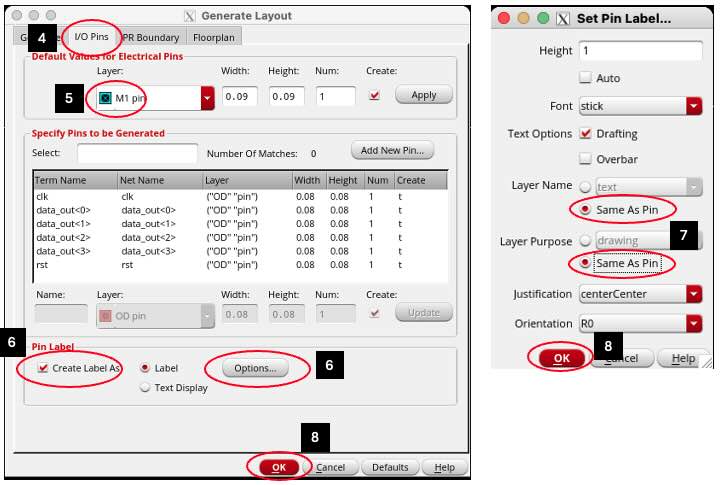 Generate Layout
4
G
I/O Pins
PR Boundary
Floorplan
Default Values for Electrical Pins
Layer:
Width:
Height:
Num:
Create:
5
M1 pin
0.09
0.09
1
Apply
Specify Pins to be Generated
Select:
Number Of Matches:
0
Add New Pin...
Term Name Net Name Layer Width Height Num Create
clk clk ("OD" "pin") 0.08 0.08 1 t
data_out<0> data_out<0> ("OD" "pin") 0.08 0.08 1 t
data_out<1> data_out<1> ("OD" "pin") 0.08 0.08 1 t
data_out<2> data_out<2> ("OD" "pin") 0.08 0.08 1 t
data_out<3> data_out<3> ("OD" "pin") 0.08 0.08 1 t
rst rst ("OD" "pin") 0.08 0.08 1 t
Name:
Layer:
Width:
Height:
Num:
Create:
OD pin
0.08
0.08
1
Update
6
Pin Label
Create Label As
Label
Options...
6
Text Display
8
OK
Cancel
Defaults
Help
Set Pin Label...
Height
1
Auto
Font
stick
Text Options
Drafting
Overbar
Layer Name
text
Same As Pin
7
Layer Purpose
drawing
Same As Pin
Justification
centerCenter
Orientation
R0
8
OK
Cancel
Help